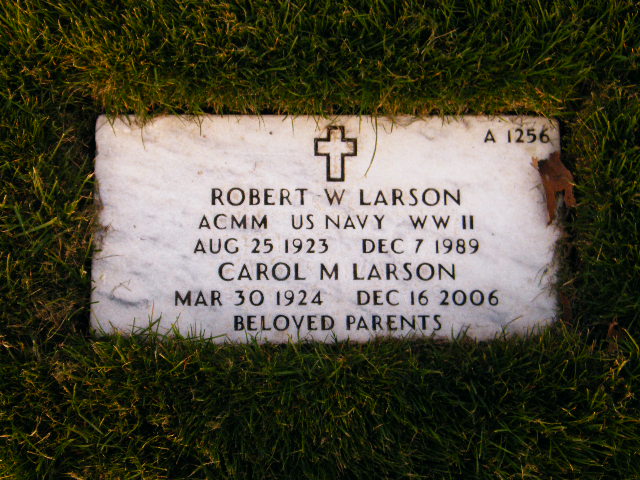 A 1256
ROBERT W LARSON
ACMM US NAVY WW II
AUG 25 1923 DEC 7 1989
CAROL M LARSON
MAR 30 1924 DEC 16 2006
BELOVED PARENTS